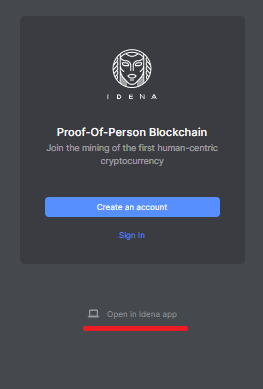 IDENA
Proof-Of-Person Blockchain
Join the mining of the first human-centric
cryptocurrency
Create an account
Sign In
Open in Idena app